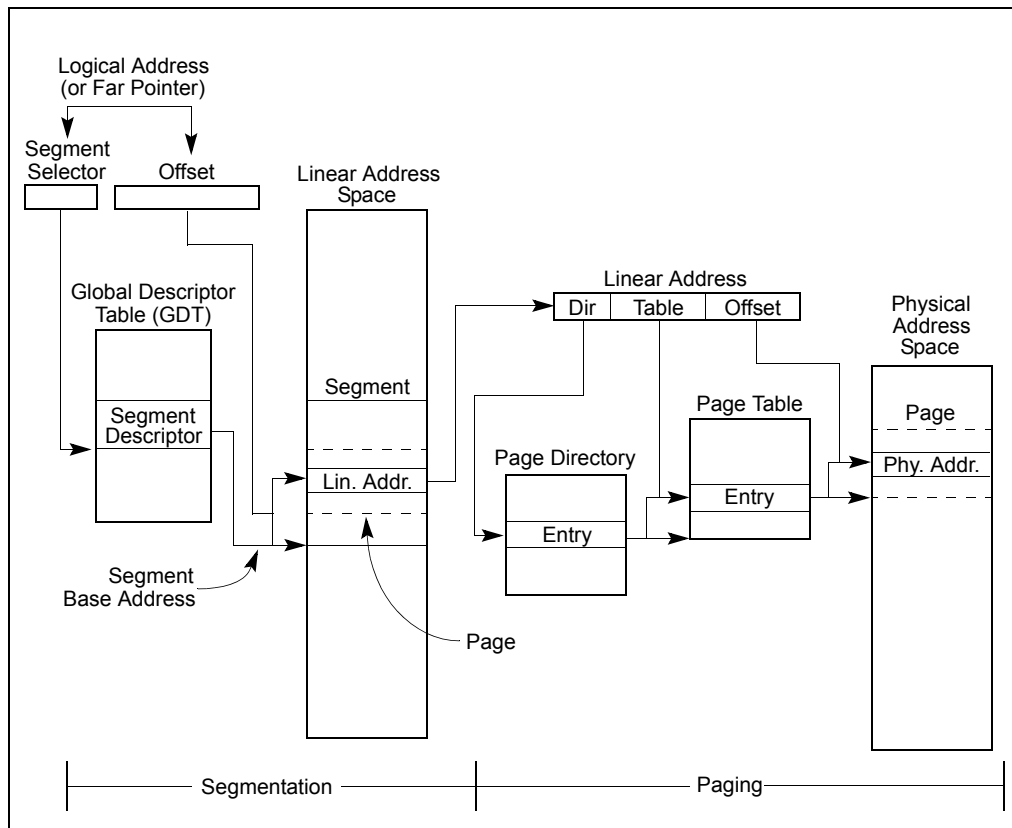 Logical Address
(or Far Pointer)
Segment
Selector
Offset
Linear Address
Space
Global Descriptor
Table (GDT)
Segment
Descriptor
Segment
Lin. Addr.
Segment
Base Address
Page
Linear Address
Dir Table Offset
Page Directory
Entry
Page Table
Entry
Physical
Address
Space
Page
Phy. Addr.
Segmentation
Paging